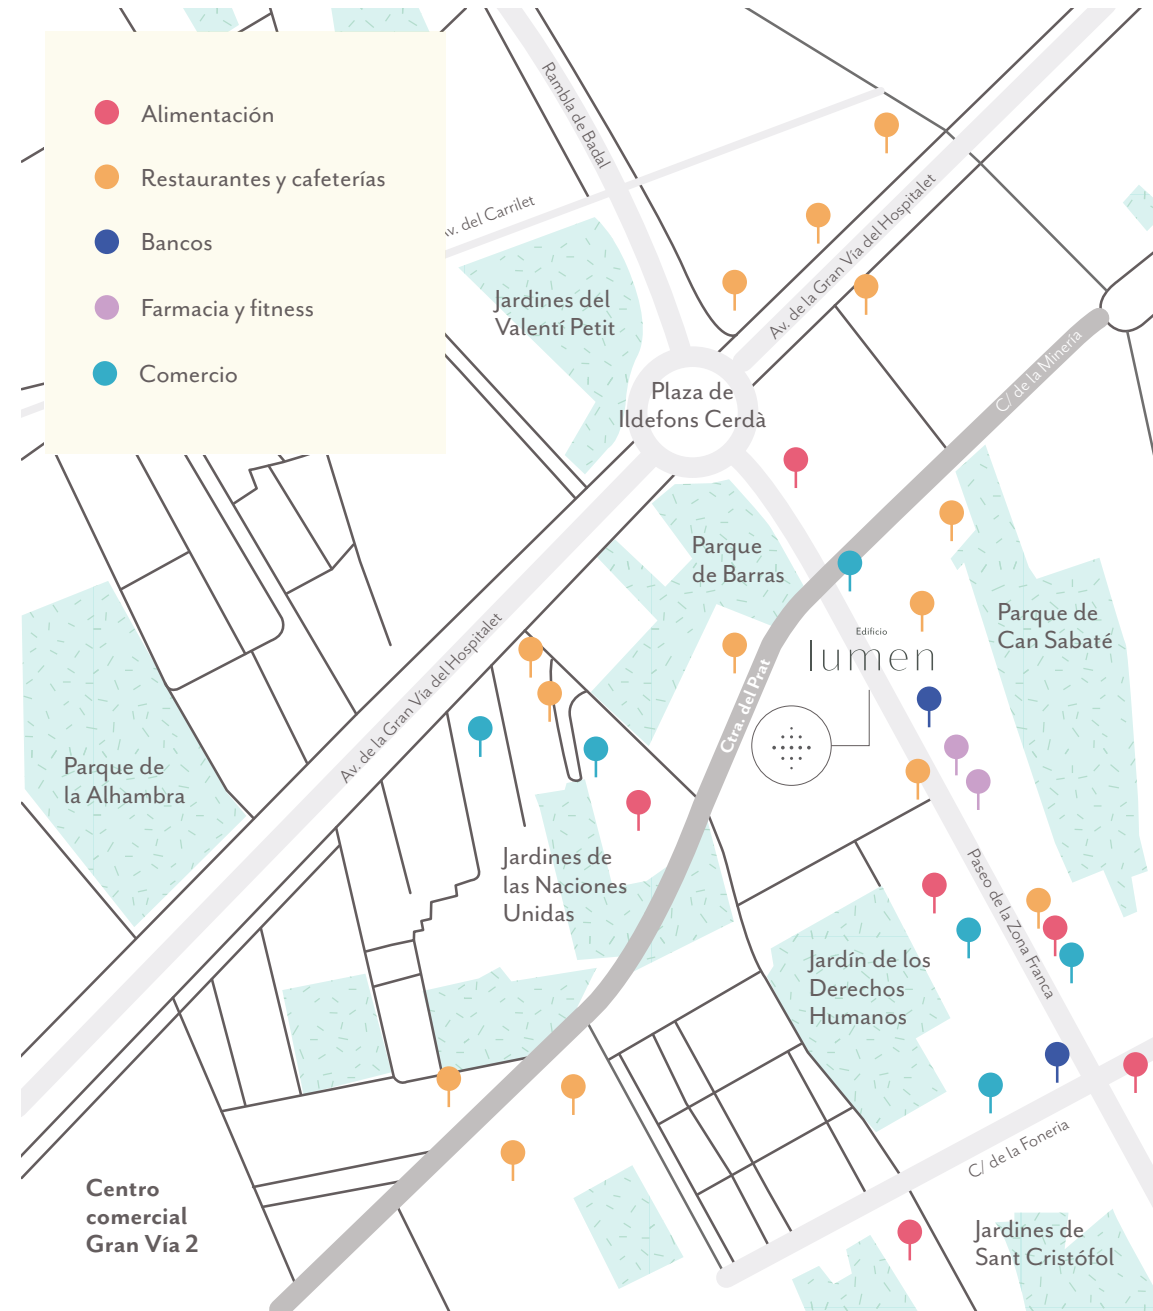 Alimentación
Restaurantes y cafeterías
Bancos
Farmacia y fitness
Comercio
Rambla de Badal
Av. del Carrilet
Av. de la Gran Vía del Hospitalet
Jardines del
Valentí Petit
Plaza de
Ildefons Cerdà
C/ de la Minería
Parque
de Barras
Parque de
Can Sabaté
Edificio
lumen
Ctra. del Prat
Av. de la Gran Vía del Hospitalet
Parque de
la Alhambra
Jardines de
las Naciones
Unidas
Paseo de la Zona Franca
Jardín de los
Derechos
Humanos
C/ de la Foneria
Centro
comercial
Gran Vía 2
Jardines de
Sant Cristófol